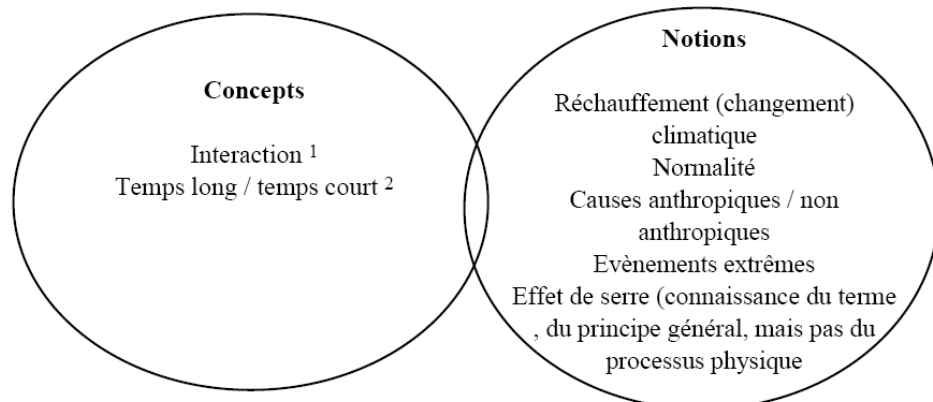 Concepts
Interaction ¹
Temps long / temps court ²
Notions
Réchauffement (changement)
climatique
Normalité
Causes anthropiques / non
anthropiques
Evènements extrêmes
Effet de serre (connaissance du terme
, du principe général, mais pas du
processus physique